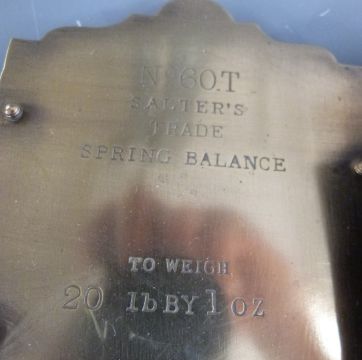 No 60.T
SALTER'S
TRADE
SPRING BALANCE
TO WEIGH
20 lb BY 1 OZ